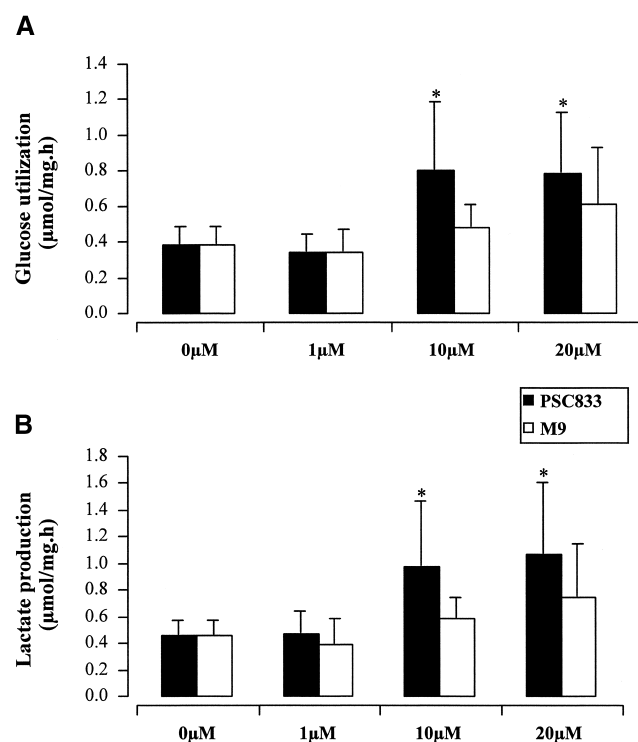 A
Glucose utilization
(μmol/mg.h)
1.4
1.2
1.0
0.8
0.6
0.4
0.2
0.0
*
*
0μM 1μM 10μM 20μM
PSC833
M9
B
Lactate production
(μmol/mg.h)
1.8
1.6
1.4
1.2
1.0
0.8
0.6
0.4
0.2
0.0
*
*
0μM 1μM 10μM 20μM